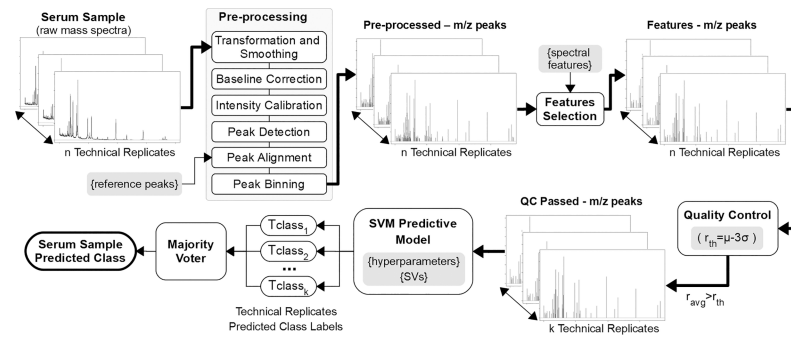 Serum Sample
(raw mass spectra)
n Technical Replicates
{reference peaks}
Pre-processing
Transformation and
Smoothing
Baseline Correction
Intensity Calibration
Peak Detection
Peak Alignment
Peak Binning
Pre-processed – m/z peaks
n Technical Replicates
{spectral
features}
Features
Selection
Features - m/z peaks
n Technical Replicates
Quality Control
( rth=μ-3σ )
ravg>rth
QC Passed - m/z peaks
k Technical Replicates
SVM Predictive
Model
{hyperparameters}
{SVs}
Tclass1
Tclass2
...
Tclassk
Technical Replicates
Predicted Class Labels
Majority
Voter
Serum Sample
Predicted Class